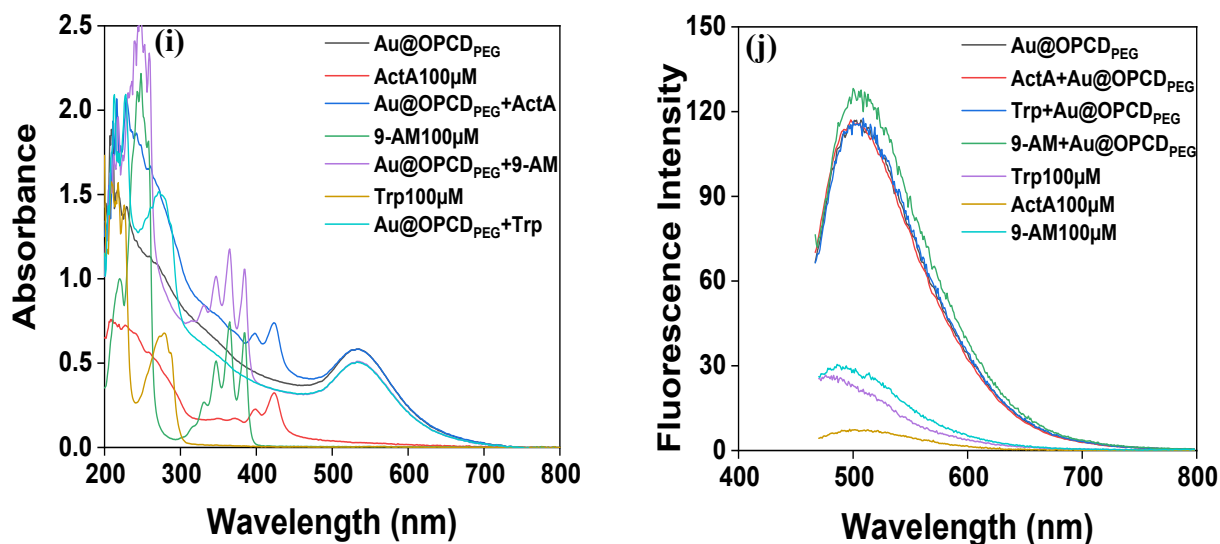 (i)
Au@OPCDPEG
ActA100μM
Au@OPCDPEG+ActA
9-AM100μM
Au@OPCDPEG+9-AM
Trp100μM
Au@OPCDPEG+Trp
2.5
2.0
1.5
1.0
0.5
0.0
Absorbance
200 300 400 500 600 700 800
Wavelength (nm)
(j)
Au@OPCDPEG
ActA+Au@OPCDPEG
Trp+Au@OPCDPEG
9-AM+Au@OPCDPEG
Trp100μM
ActA100μM
9-AM100μM
150
120
90
60
30
0
Fluorescence Intensity
400 500 600 700 800
Wavelength (nm)